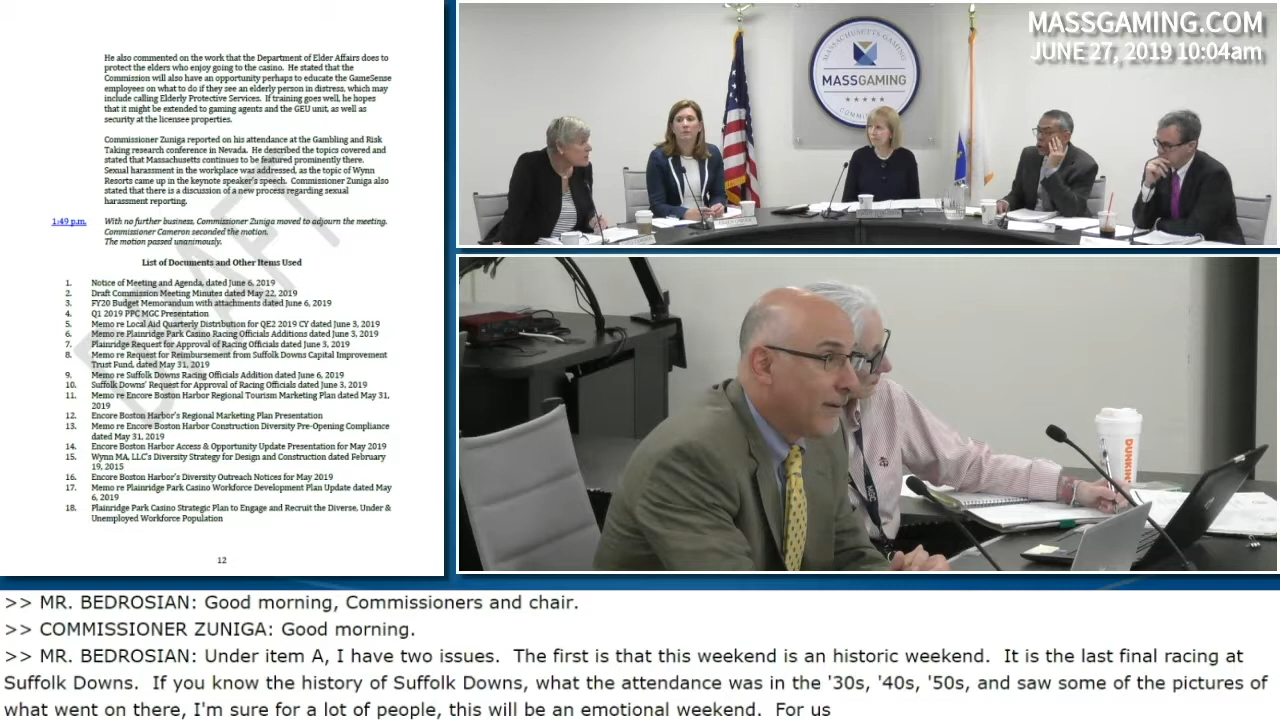 He also commented on the work that the Department of Elder Affairs does to
protect the elders who enjoy going to the casino. He stated that the
Commission will also have an opportunity perhaps to educate the GameSense
employees on what to do if they see an elderly person in distress, which may
include calling Elderly Protective Services. If training goes well, he hopes
that it might be extended to gaming agents and the GEU unit, as well as
security at the licensee properties.
Commissioner Zuniga reported on his attendance at the Gambling and Risk
Taking research conference in Nevada. He described the topics covered and
stated that Massachusetts continues to be featured prominently there.
Sexual harassment in the workplace was addressed, as the topic of Wynn
Resorts came up in the keynote speaker's speech. Commissioner Zuniga also
stated that there is a discussion of a new process regarding sexual
harassment reporting.
1:49 p.m. With no further business, Commissioner Zuniga moved to adjourn the meeting.
Commissioner Cameron seconded the motion.
The motion passed unanimously.
List of Documents and Other Items Used
1. Notice of Meeting and Agenda, dated June 6, 2019
2. Draft Commission Meeting Minutes dated May 22, 2019
3. FY20 Budget Memorandum with attachments dated June 6, 2019
4. Q1 2019 PPC MGC Presentation
5. Memo re Local Aid Quarterly Distribution for QE2 2019 CY dated June 3, 2019
6. Memo re Plainridge Park Casino Racing Officials Additions dated June 3, 2019
7. Plainridge Request for Approval of Racing Officials dated June 3, 2019
8. Memo re Request for Reimbursement from Suffolk Downs Capital Improvement
Trust Fund, dated May 31, 2019
9. Memo re Suffolk Downs Racing Officials Addition dated June 6, 2019
10. Suffolk Downs' Request for Approval of Racing Officials dated June 3, 2019
11. Memo re Encore Boston Harbor Regional Tourism Marketing Plan dated May 31,
2019
12. Encore Boston Harbor's Regional Marketing Plan Presentation
13. Memo re Encore Boston Harbor Construction Diversity Pre-Opening Compliance
dated May 31, 2019
14. Encore Boston Harbor Access & Opportunity Update Presentation for May 2019
15. Wynn MA, LLC's Diversity Strategy for Design and Construction dated February
19, 2015
16. Encore Boston Harbor's Diversity Outreach Notices for May 2019
17. Memo re Plainridge Park Casino Workforce Development Plan Update dated May
6, 2019
18. Plainridge Park Casino Strategic Plan to Engage and Recruit the Diverse, Under &
Unemployed Workforce Population
12
DRAFT
MASSGAMING.COM
JUNE 27, 2019 10:04am
MASSACHUSETTS GAMING
MASSGAMING
DUNKIN'
MGC
>> MR. BEDROSIAN: Good morning, Commissioners and chair.
>> COMMISSIONER ZUNIGA: Good morning.
>> MR. BEDROSIAN: Under item A, I have two issues. The first is that this weekend is an historic weekend. It is the last final racing at
Suffolk Downs. If you know the history of Suffolk Downs, what the attendance was in the '30s, '40s, '50s, and saw some of the pictures of
what went on there, I'm sure for a lot of people, this will be an emotional weekend. For us